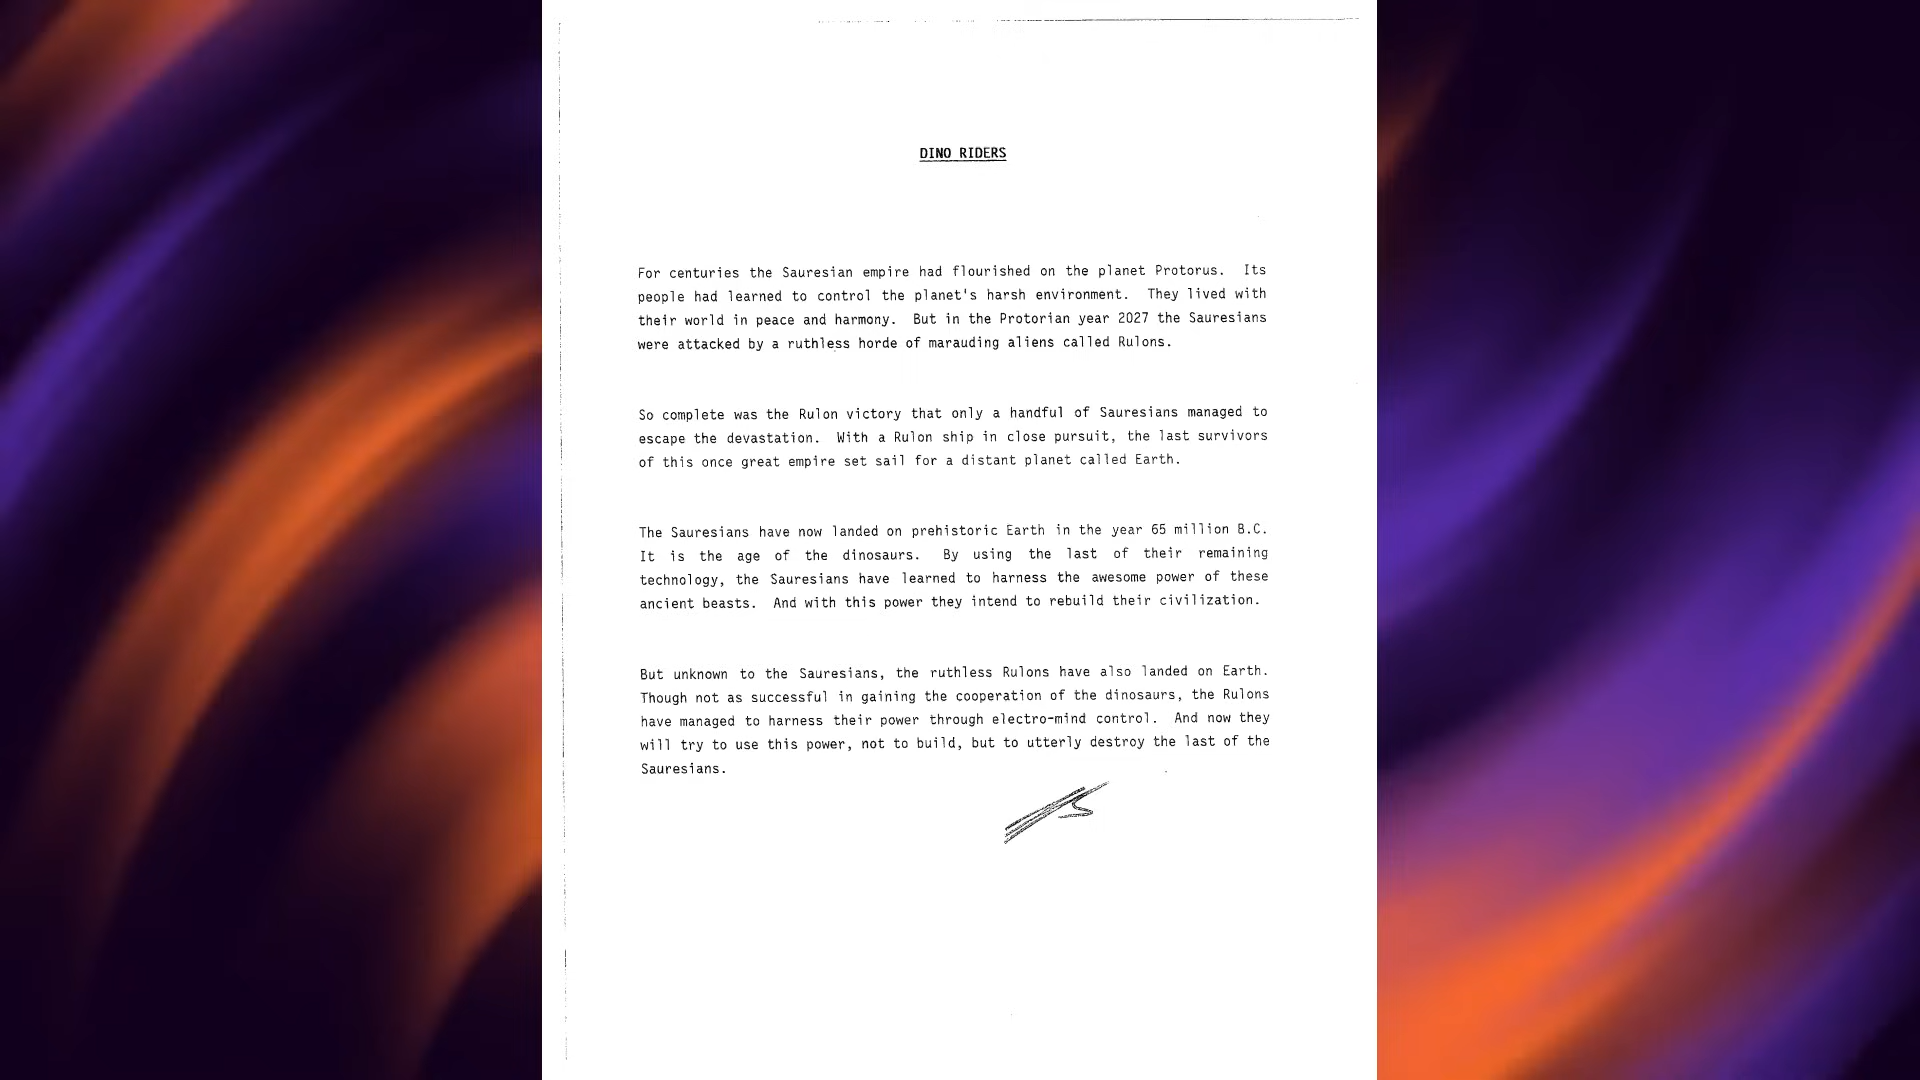 DINO RIDERS
For centuries the Sauresian empire had flourished on the planet Protorus. Its
people had learned to control the planet's harsh environment. They lived with
their world in peace and harmony. But in the Protorian year 2027 the Sauresians
were attacked by a ruthless horde of marauding aliens called Rulons.
So complete was the Rulon victory that only a handful of Sauresians managed to
escape the devastation. With a Rulon ship in close pursuit, the last survivors
of this once great empire set sail for a distant planet called Earth.
The Sauresians have now landed on prehistoric Earth in the year 65 million B.C.
It is the age of the dinosaurs. By using the last of their remaining
technology, the Sauresians have learned to harness the awesome power of these
ancient beasts. And with this power they intend to rebuild their civilization.
But unknown to the Sauresians, the ruthless Rulons have also landed on Earth.
Though not as successful in gaining the cooperation of the dinosaurs, the Rulons
have managed to harness their power through electro-mind control. And now they
will try to use this power, not to build, but to utterly destroy the last of the
Sauresians.